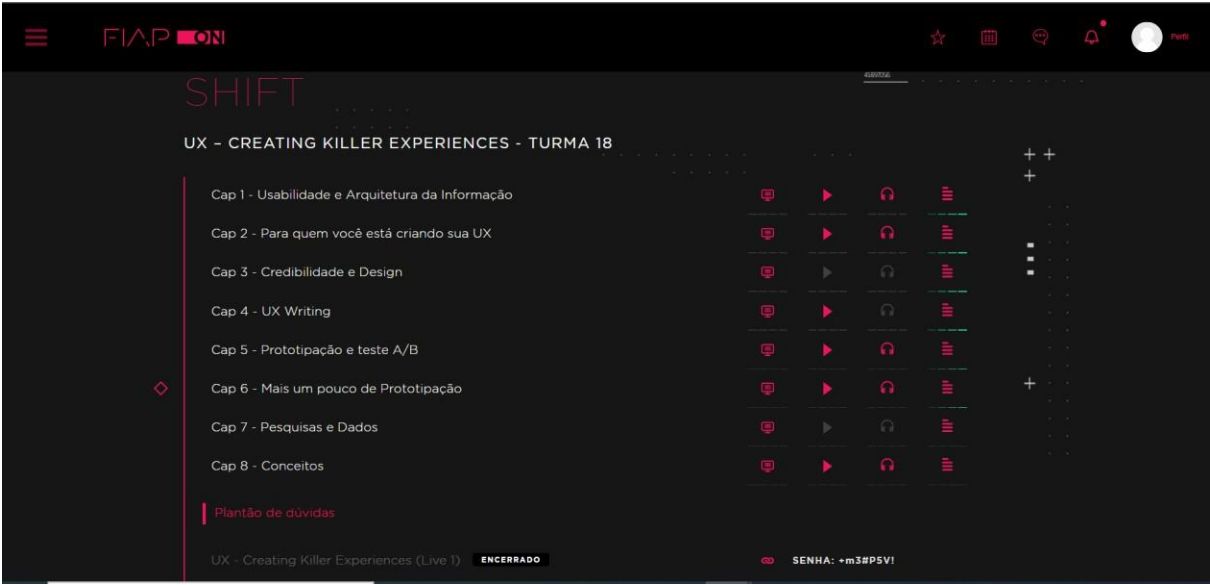 FIAP ON
Perfil
SHIFT
UX – CREATING KILLER EXPERIENCES - TURMA 18
Cap 1 - Usabilidade e Arquitetura da Informação
Cap 2 - Para quem você está criando sua UX
Cap 3 - Credibilidade e Design
Cap 4 - UX Writing
Cap 5 - Prototipação e teste A/B
Cap 6 - Mais um pouco de Prototipação
Cap 7 - Pesquisas e Dados
Cap 8 - Conceitos
Plantão de dúvidas
UX - Creating Killer Experiences (Live 1) ENCERRADO SENHA: +m3#P5V!